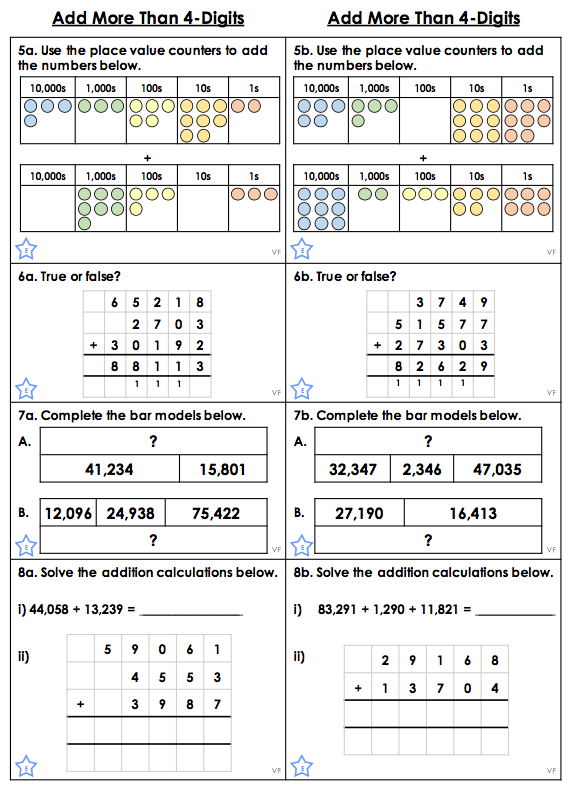 Add More Than 4-Digits
Add More Than 4-Digits
5a. Use the place value counters to add
the numbers below.
10,000s 1,000s 100s 10s 1s
+
10,000s 1,000s 100s 10s 1s
E
VF
5b. Use the place value counters to add
the numbers below.
10,000s 1,000s 100s 10s 1s
+
10,000s 1,000s 100s 10s 1s
E
VF
6a. True or false?
6 5 2 1 8
2 7 0 3
+ 3 0 1 9 2
8 8 1 1 3
1 1 1
E
VF
6b. True or false?
3 7 4 9
5 1 5 7 7
+ 2 7 3 0 3
8 2 6 2 9
1 1 1 1
E
VF
7a. Complete the bar models below.
A.
?
41,234 15,801
B.
12,096 24,938 75,422
?
E
VF
7b. Complete the bar models below.
A.
?
32,347 2,346 47,035
B.
27,190 16,413
?
E
VF
8a. Solve the addition calculations below.
i) 44,058 + 13,239 = ________________
ii)
5 9 0 6 1
4 5 5 3
+ 3 9 8 7
E
VF
8b. Solve the addition calculations below.
i) 83,291 + 1,290 + 11,821 = ____________
ii)
2 9 1 6 8
+ 1 3 7 0 4
E
VF